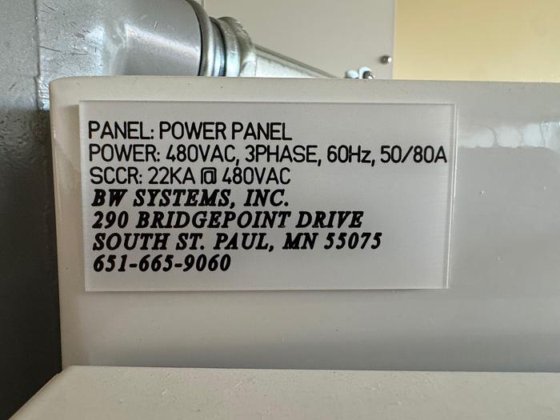 PANEL: POWER PANEL
POWER: 480VAC, 3PHASE, 60Hz, 50/80A
SCCR: 22KA @ 480VAC
BW SYSTEMS, INC.
290 BRIDGEPOINT DRIVE
SOUTH ST. PAUL, MN 55075
651-665-9060